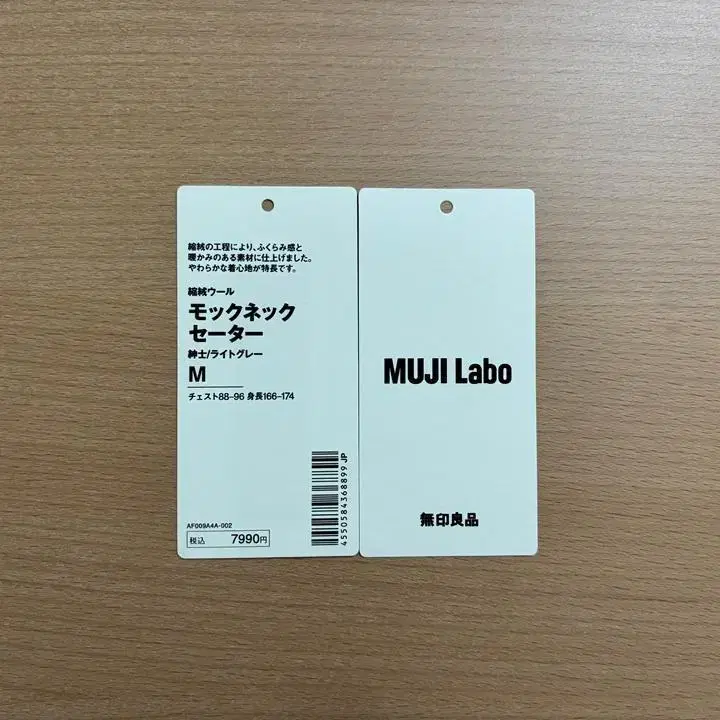 縮絨の工程により、ふくらみ感と
暖かみのある素材に仕上げました。
やわらかな着心地が特長です。
縮絨ウール
モックネック
セーター
紳士/ライトグレー
M
チェスト88-96 身長166-174
AF009A4A-002
税込 7990円
4550584368899 JP
MUJI Labo
無印良品